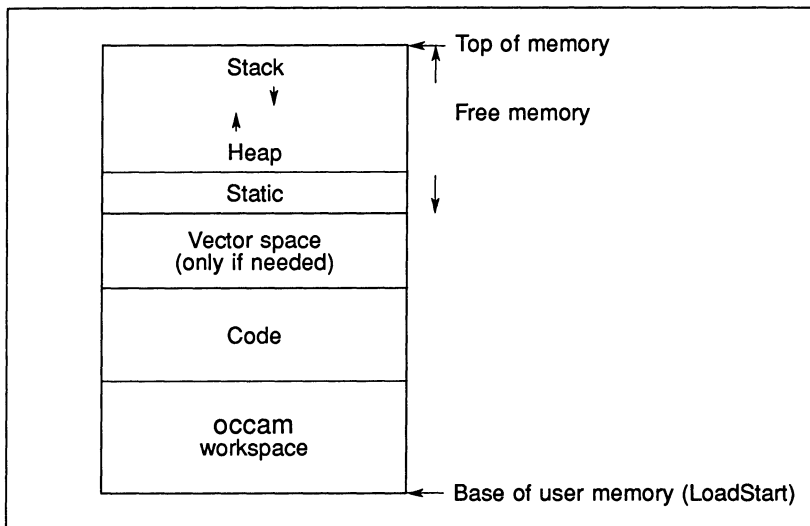 Top of memory
Stack
Free memory
Heap
Static
Vector space
(only if needed)
Code
occam
workspace
Base of user memory (LoadStart)